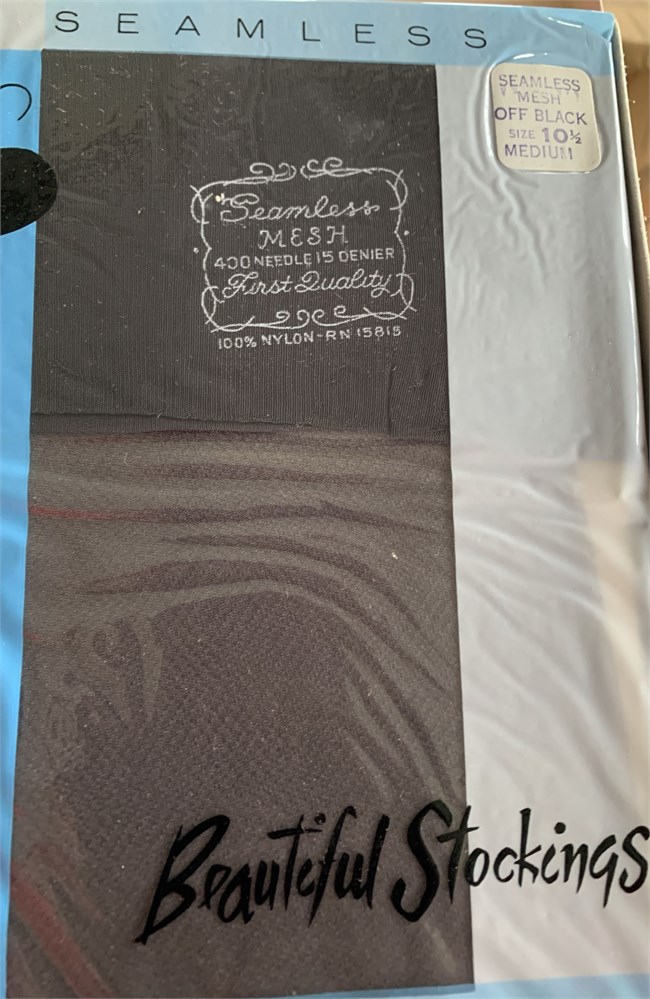 SEAMLESS
SEAMLESS
MESH
OFF BLACK
SIZE 10½
MEDIUM
Seamless
MESH
400 NEEDLE 15 DENIER
First Quality
100% NYLON-RN 15815
Beautiful Stockings